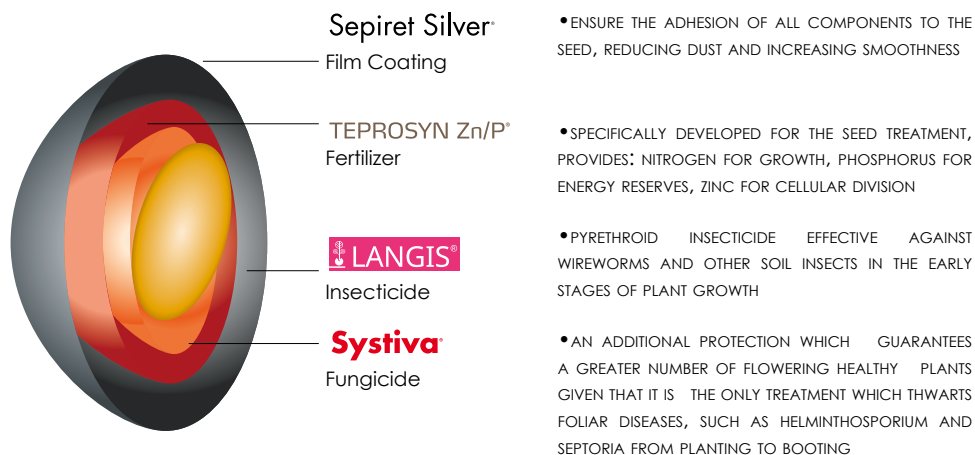 Sepiret Silver®
Film Coating
•ENSURE THE ADHESION OF ALL COMPONENTS TO THE
SEED, REDUCING DUST AND INCREASING SMOOTHNESS
TEPROSYN Zn/P®
Fertilizer
•SPECIFICALLY DEVELOPED FOR THE SEED TREATMENT,
PROVIDES: NITROGEN FOR GROWTH, PHOSPHORUS FOR
ENERGY RESERVES, ZINC FOR CELLULAR DIVISION
LANGIS®
Insecticide
•PYRETHROID INSECTICIDE EFFECTIVE AGAINST
WIREWORMS AND OTHER SOIL INSECTS IN THE EARLY
STAGES OF PLANT GROWTH
Systiva®
Fungicide
•AN ADDITIONAL PROTECTION WHICH GUARANTEES
A GREATER NUMBER OF FLOWERING HEALTHY PLANTS
GIVEN THAT IT IS THE ONLY TREATMENT WHICH THWARTS
FOLIAR DISEASES, SUCH AS HELMINTHOSPORIUM AND
SEPTORIA FROM PLANTING TO BOOTING